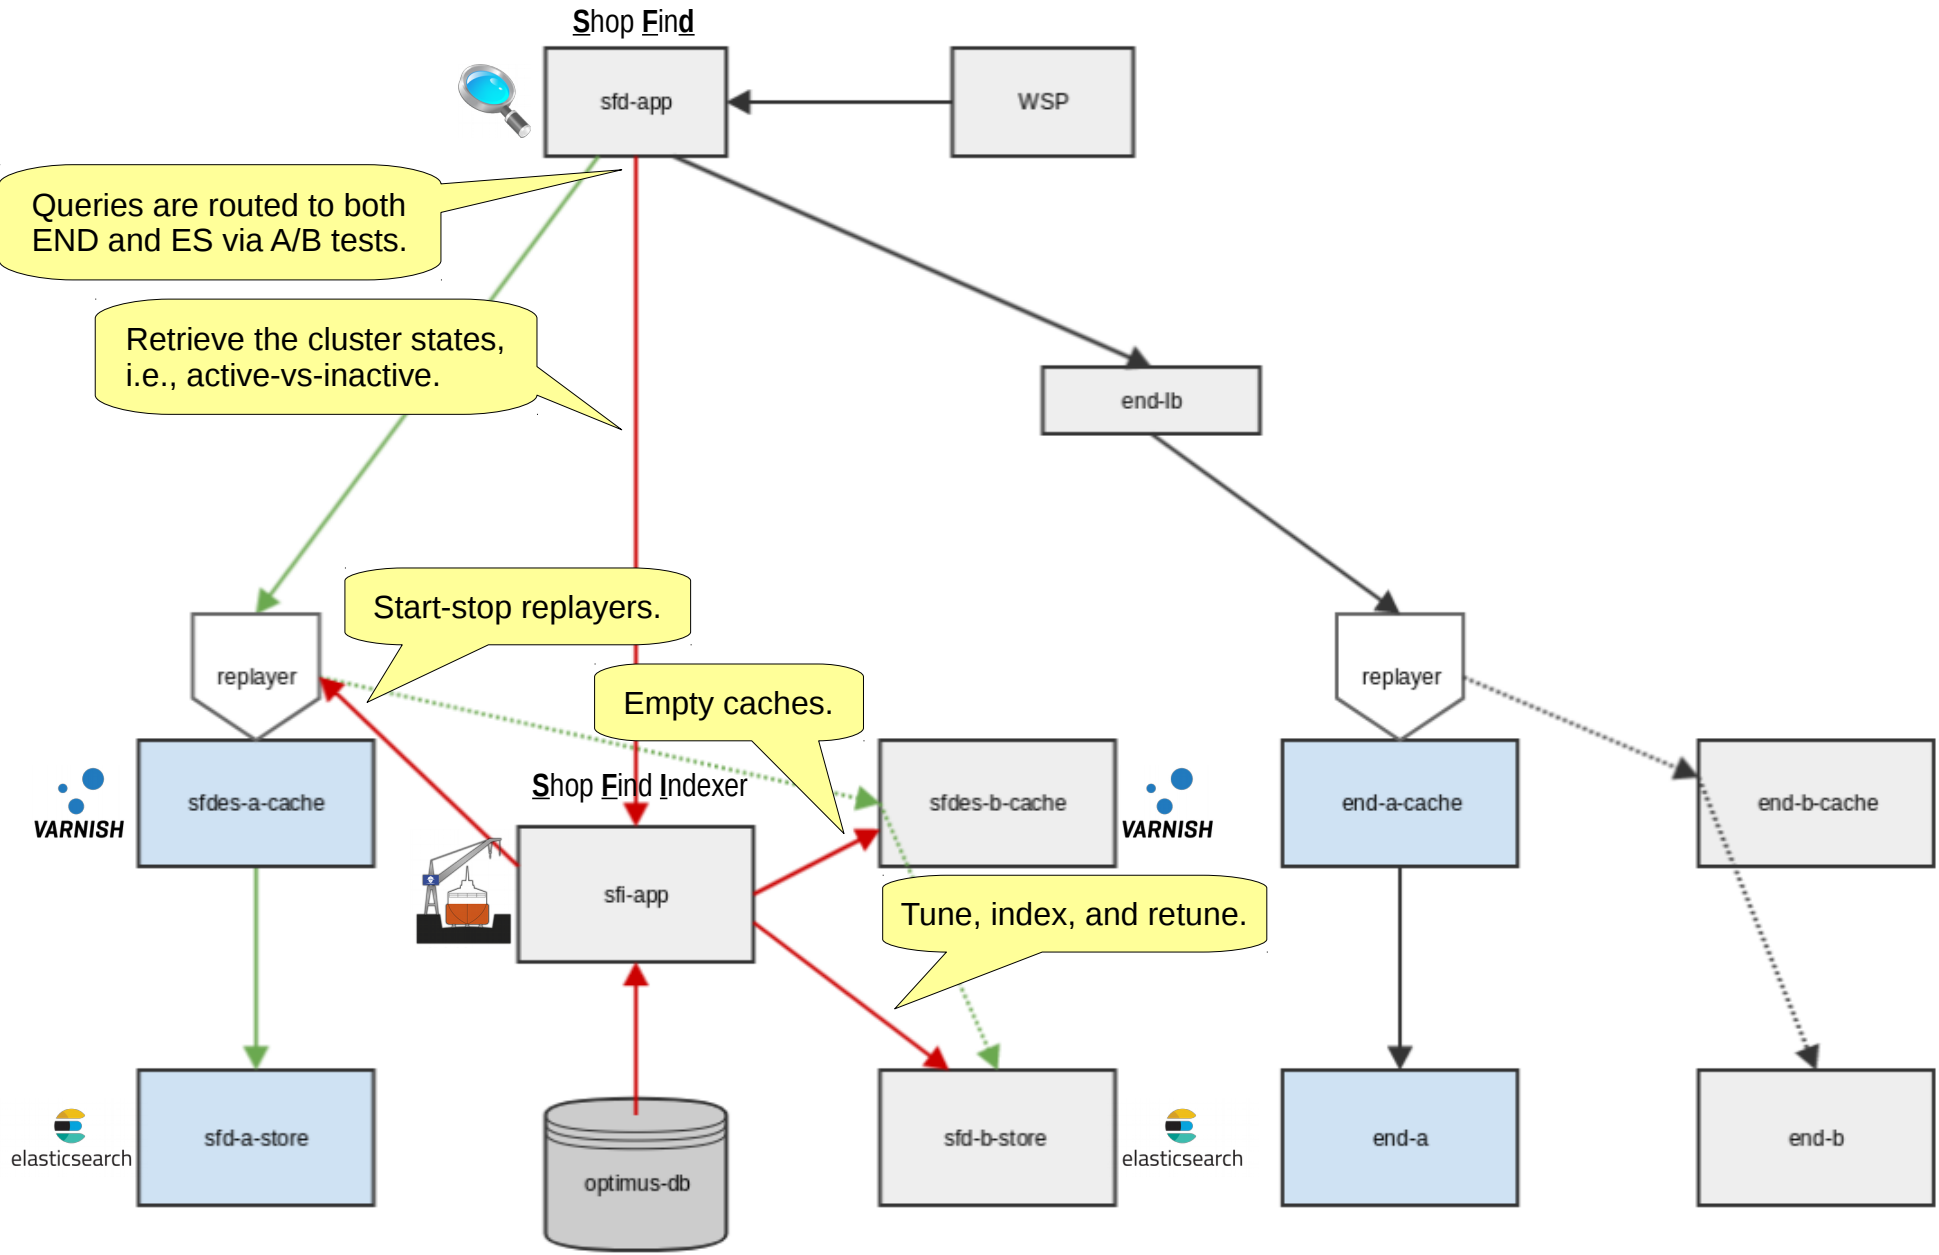 Shop Find
sfd-app
WSP
Queries are routed to both
END and ES via A/B tests.
Retrieve the cluster states,
i.e., active-vs-inactive.
end-lb
Start-stop replayers.
replayer
replayer
Empty caches.
Shop Find Indexer
sfdes-a-cache
VARNISH
sfdes-b-cache
VARNISH
end-a-cache
end-b-cache
sfi-app
Tune, index, and retune.
sfd-a-store
elasticsearch
optimus-db
sfd-b-store
elasticsearch
end-a
end-b